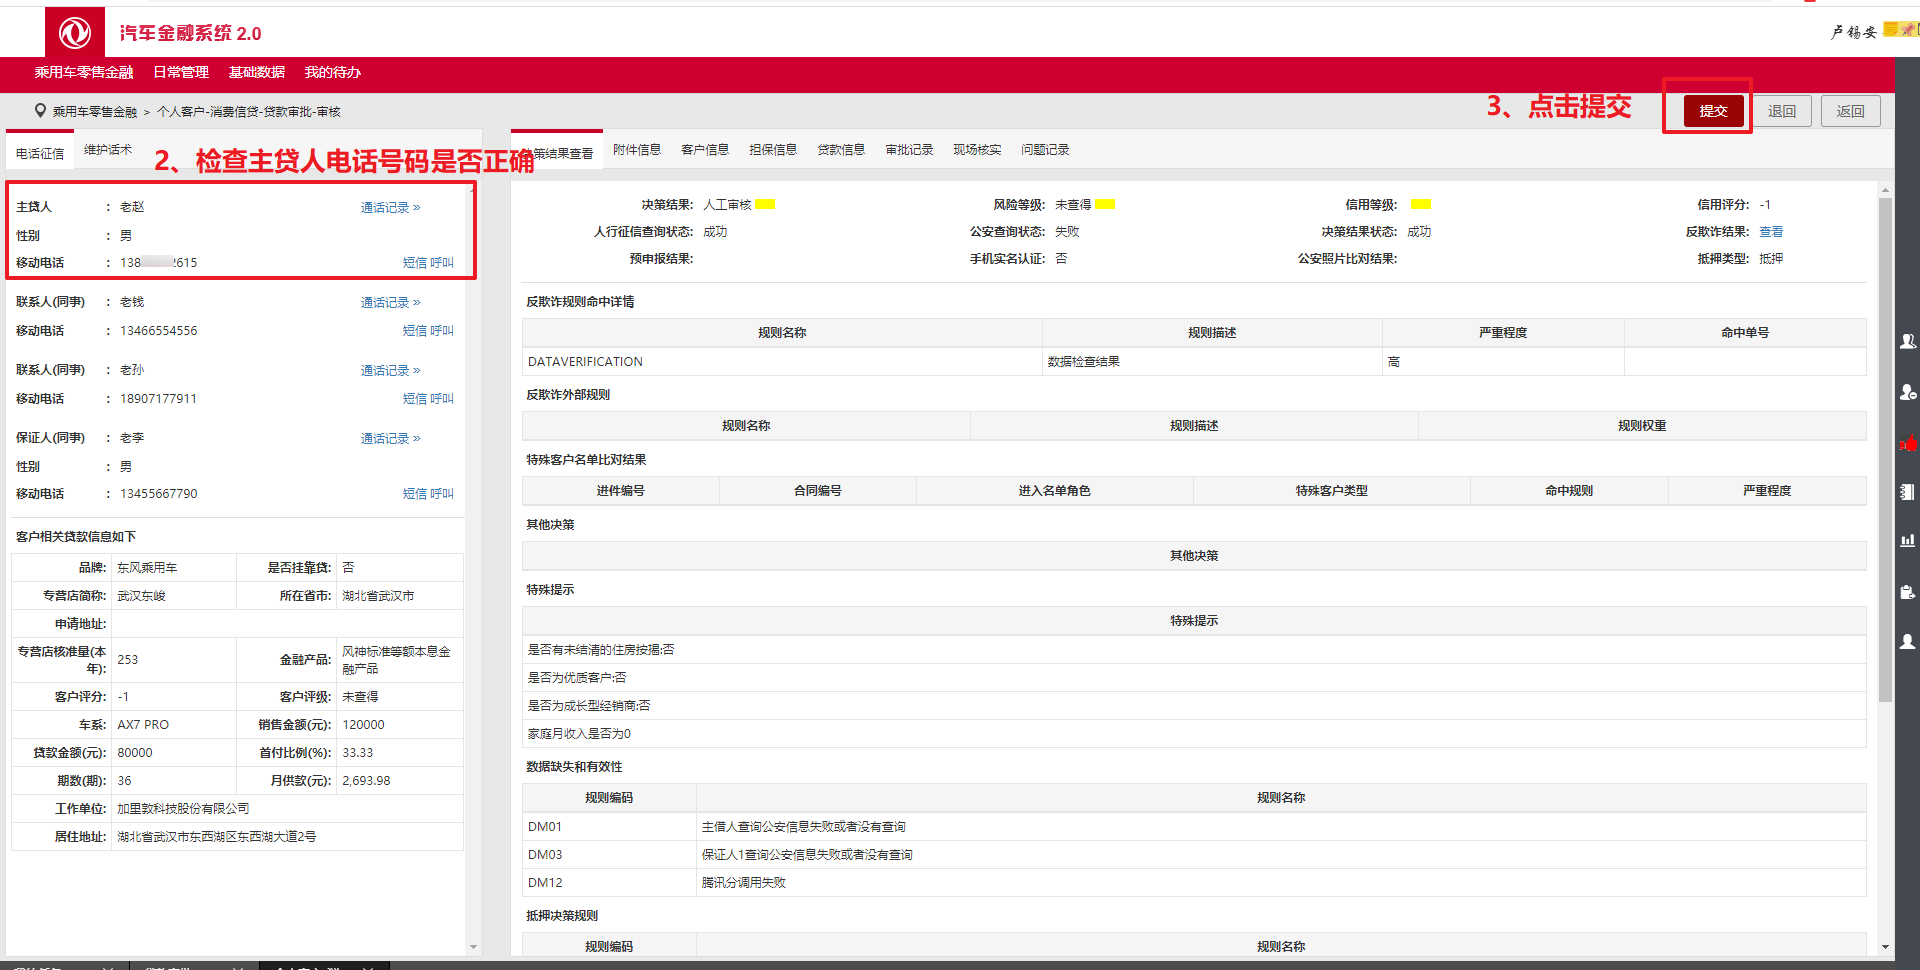 汽车金融系统 2.0
卢锡安
乘用车零售金融 日常管理 基础数据 我的待办
乘用车零售金融 > 个人客户-消费信贷-贷款审批-审核
3、点击提交
提交 退回 返回
电话征信 维护话术
2、检查主贷人电话号码是否正确
策结果查看 附件信息 客户信息 担保信息 贷款信息 审批记录 现场核实 问题记录
主贷人 : 老赵 通话记录 »
性别 : 男
移动电话 : 138 2615 短信 呼叫
联系人(同事) : 老钱 通话记录 »
移动电话 : 13466554556 短信 呼叫
联系人(同事) : 老孙 通话记录 »
移动电话 : 18907177911 短信 呼叫
保证人(同事) : 老李 通话记录 »
性别 : 男
移动电话 : 13455667790 短信 呼叫
客户相关贷款信息如下
品牌: 东风乘用车 是否挂靠贷: 否
专营店简称: 武汉东峻 所在省市: 湖北省武汉市
申请地址:
专营店核准量(本年): 253 金融产品: 风神标准等额本息金融产品
客户评分: -1 客户评级: 未查得
车系: AX7 PRO 销售金额(元): 120000
贷款金额(元): 80000 首付比例(%): 33.33
期数(期): 36 月供款(元): 2,693.98
工作单位: 加里敦科技股份有限公司
居住地址: 湖北省武汉市东西湖区东西湖大道2号
决策结果: 人工审核 风险等级: 未查得 信用等级: 信用评分: -1
人行征信查询状态: 成功 公安查询状态: 失败 决策结果状态: 成功 反欺诈结果: 查看
预申报结果: 手机实名认证: 否 公安照片比对结果: 抵押类型: 抵押
反欺诈规则命中详情
规则名称 规则描述 严重程度 命中单号
DATAVERIFICATION 数据检查结果 高
反欺诈外部规则
规则名称 规则描述 规则权重
特殊客户名单比对结果
进件编号 合同编号 进入名单角色 特殊客户类型 命中规则 严重程度
其他决策
其他决策
特殊提示
特殊提示
是否有未结清的住房按揭:否
是否为优质客户:否
是否为成长型经销商:否
家庭月收入是否为0
数据缺失和有效性
规则编码 规则名称
DM01 主借人查询公安信息失败或者没有查询
DM03 保证人1查询公安信息失败或者没有查询
DM12 腾讯分调用失败
抵押决策规则
规则编码 规则名称